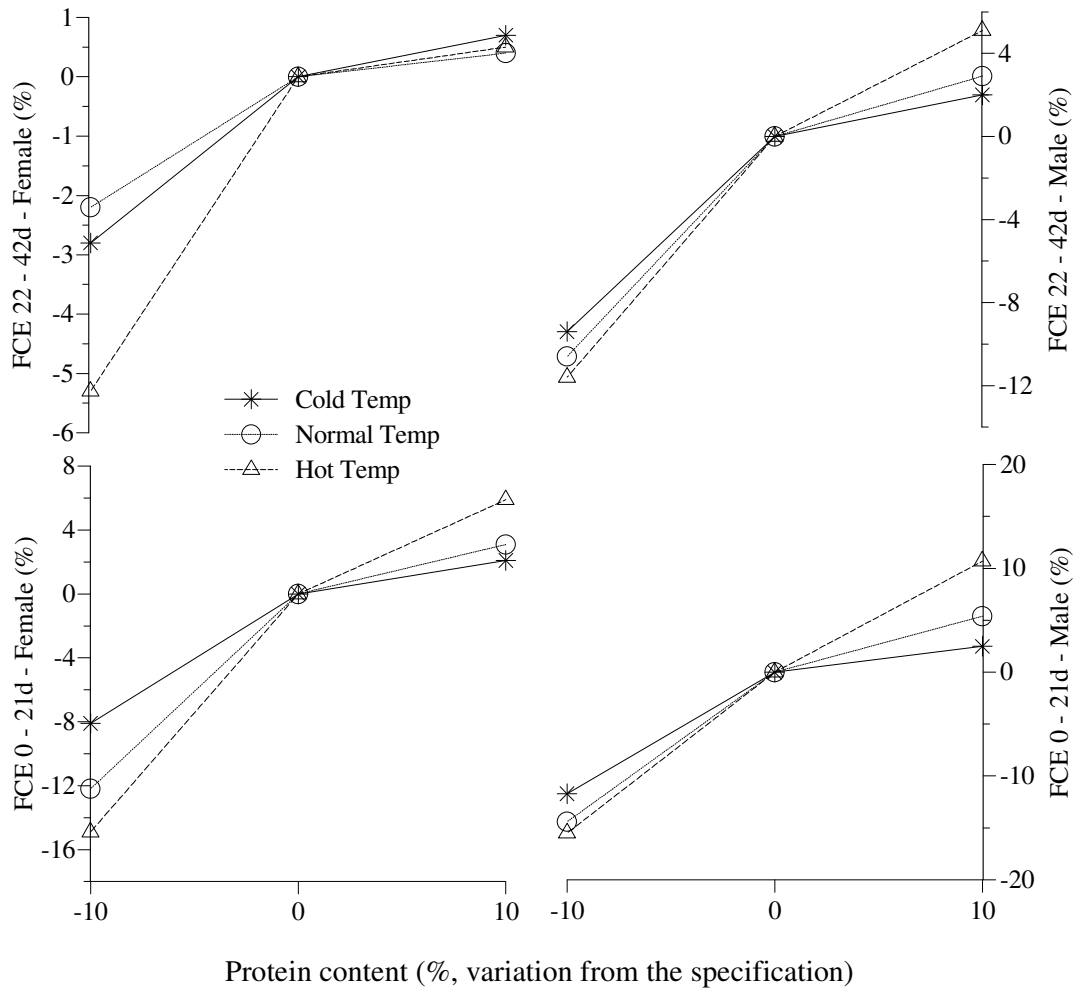 1
0
-1
-2
-3
-4
-5
-6
FCE 22 - 42d - Female (%)
4
0
-4
-8
-12
FCE 22 - 42d - Male (%)
Cold Temp
Normal Temp
Hot Temp
8
4
0
-4
-8
-12
-16
FCE 0 - 21d - Female (%)
20
10
0
-10
-20
FCE 0 - 21d - Male (%)
-10 0 10
-10 0 10
Protein content (%, variation from the specification)